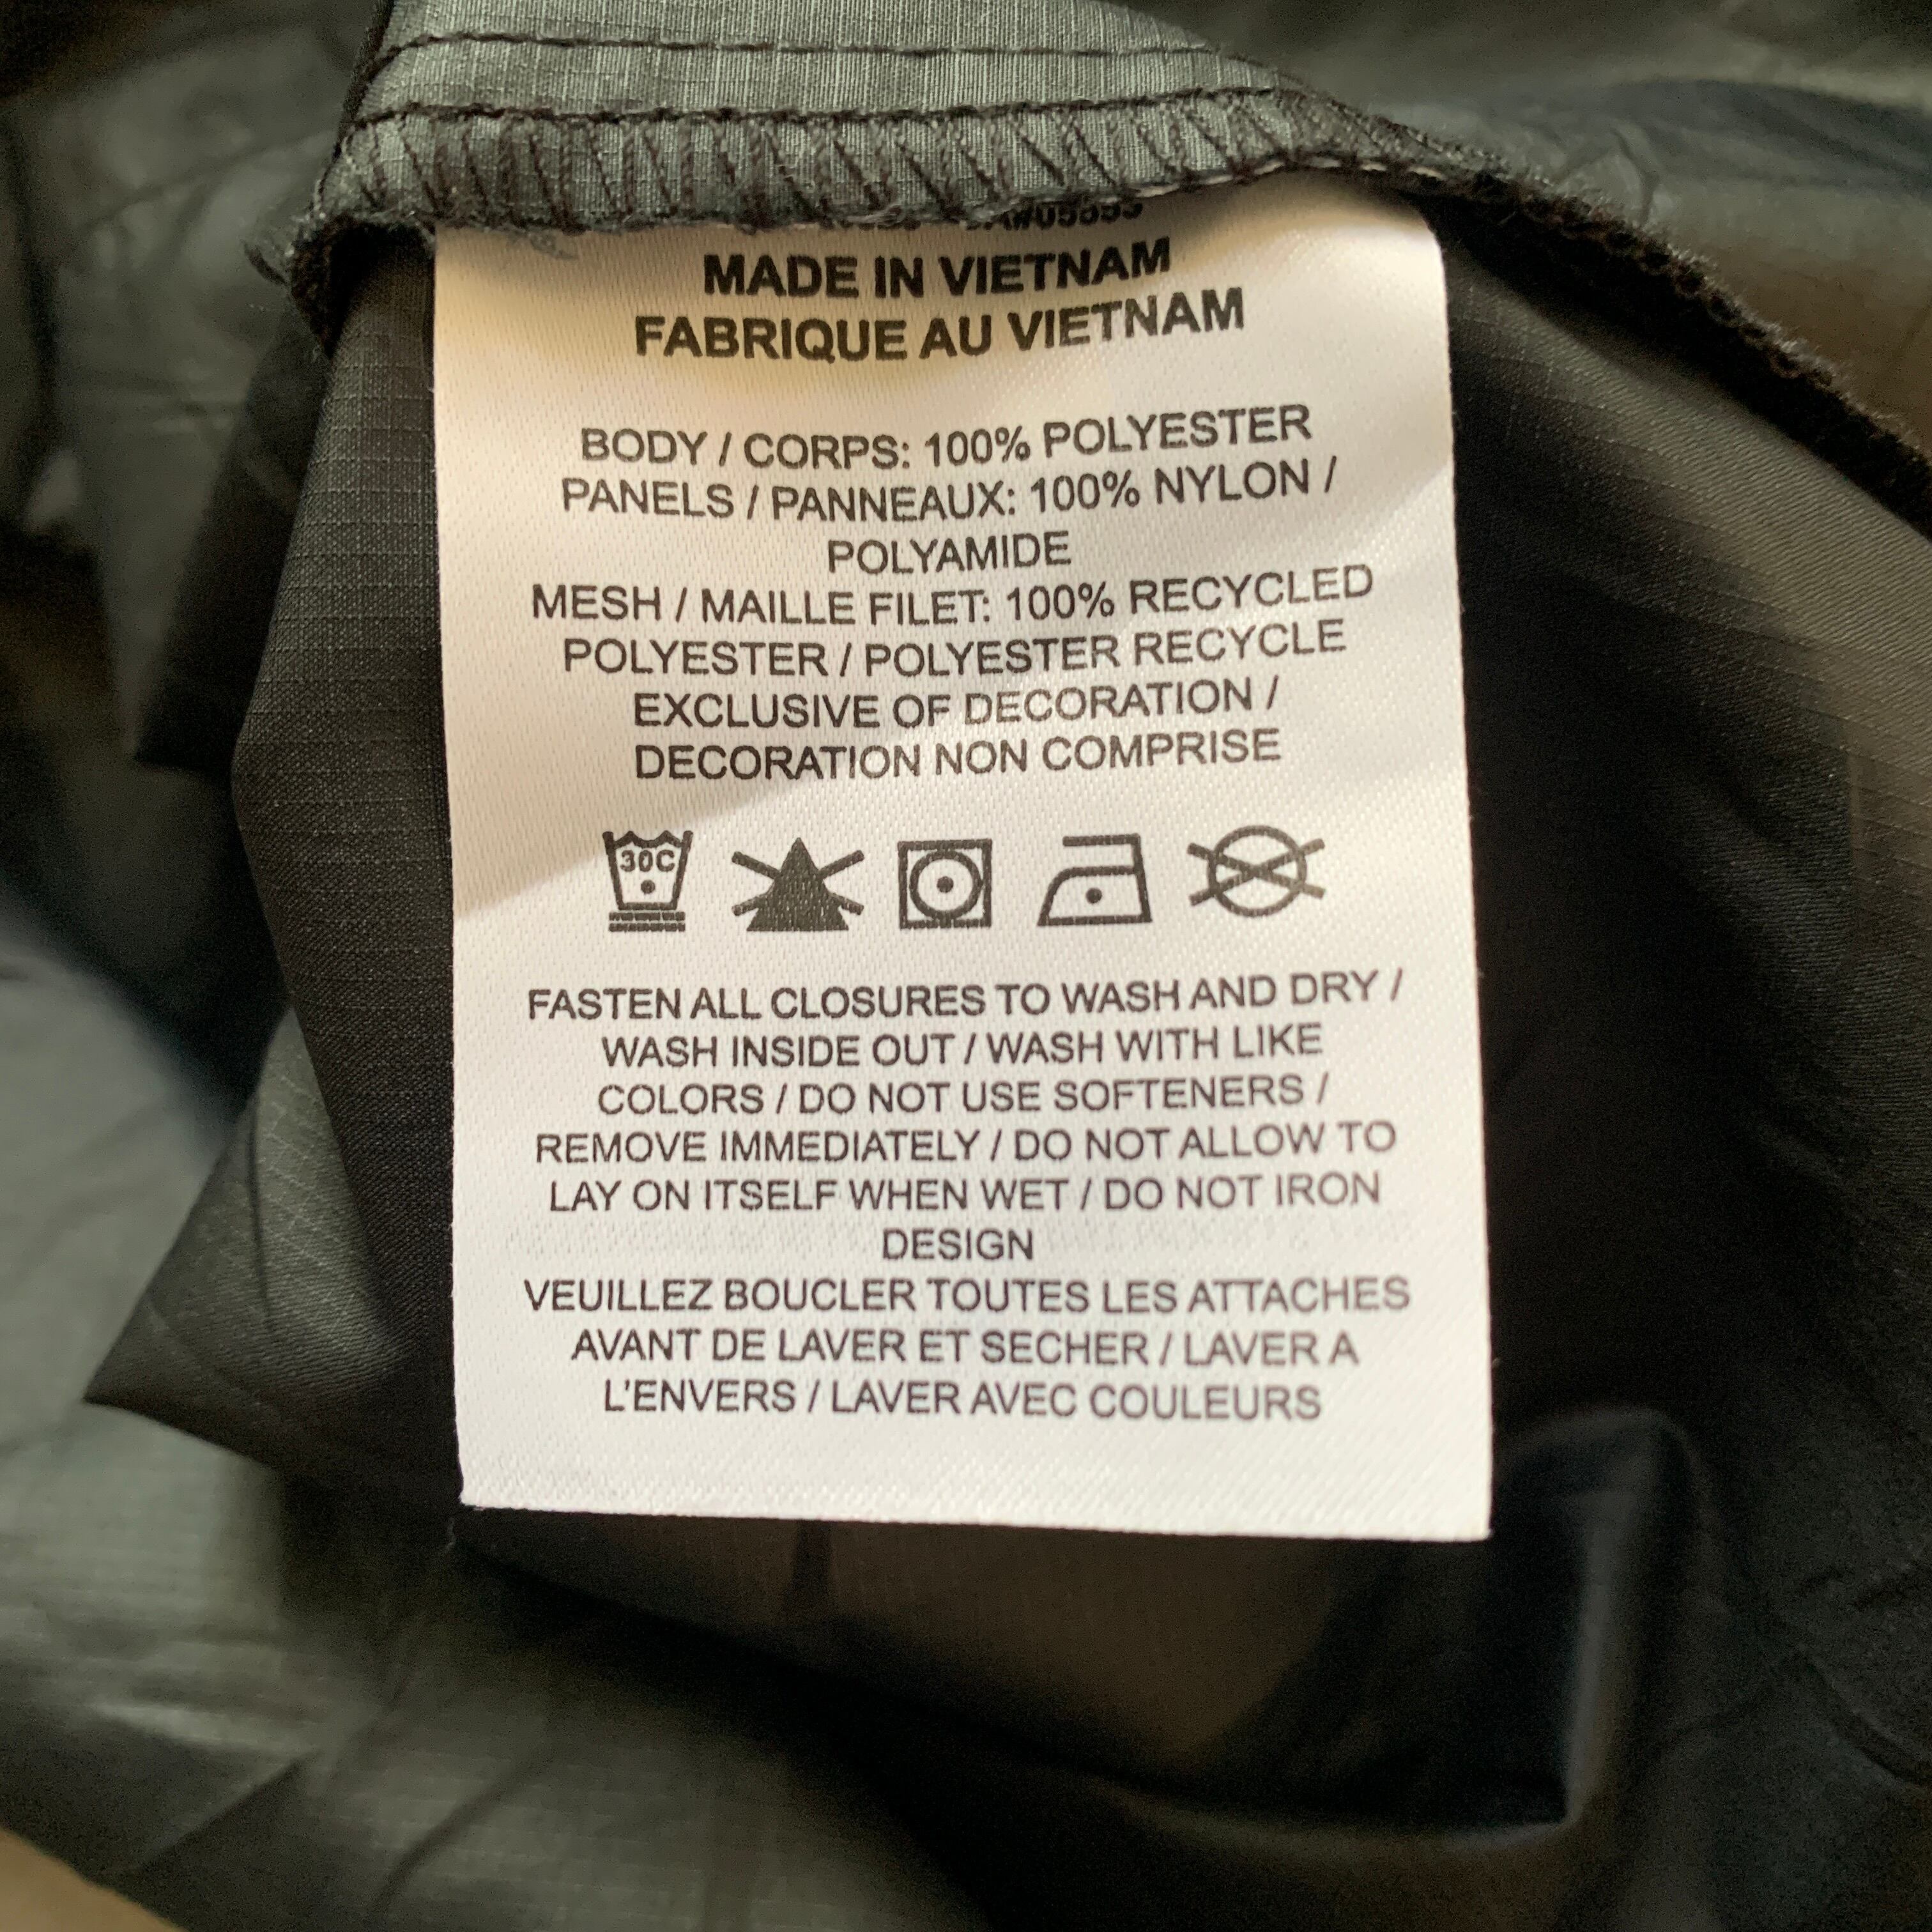 MADE IN VIETNAM
FABRIQUE AU VIETNAM
BODY / CORPS: 100% POLYESTER
PANELS / PANNEAUX: 100% NYLON /
POLYAMIDE
MESH / MAILLE FILET: 100% RECYCLED
POLYESTER / POLYESTER RECYCLE
EXCLUSIVE OF DECORATION /
DECORATION NON COMPRISE
30C
FASTEN ALL CLOSURES TO WASH AND DRY /
WASH INSIDE OUT / WASH WITH LIKE
COLORS / DO NOT USE SOFTENERS /
REMOVE IMMEDIATELY / DO NOT ALLOW TO
LAY ON ITSELF WHEN WET / DO NOT IRON
DESIGN
VEUILLEZ BOUCLER TOUTES LES ATTACHES
AVANT DE LAVER ET SECHER / LAVER A
L'ENVERS / LAVER AVEC COULEURS